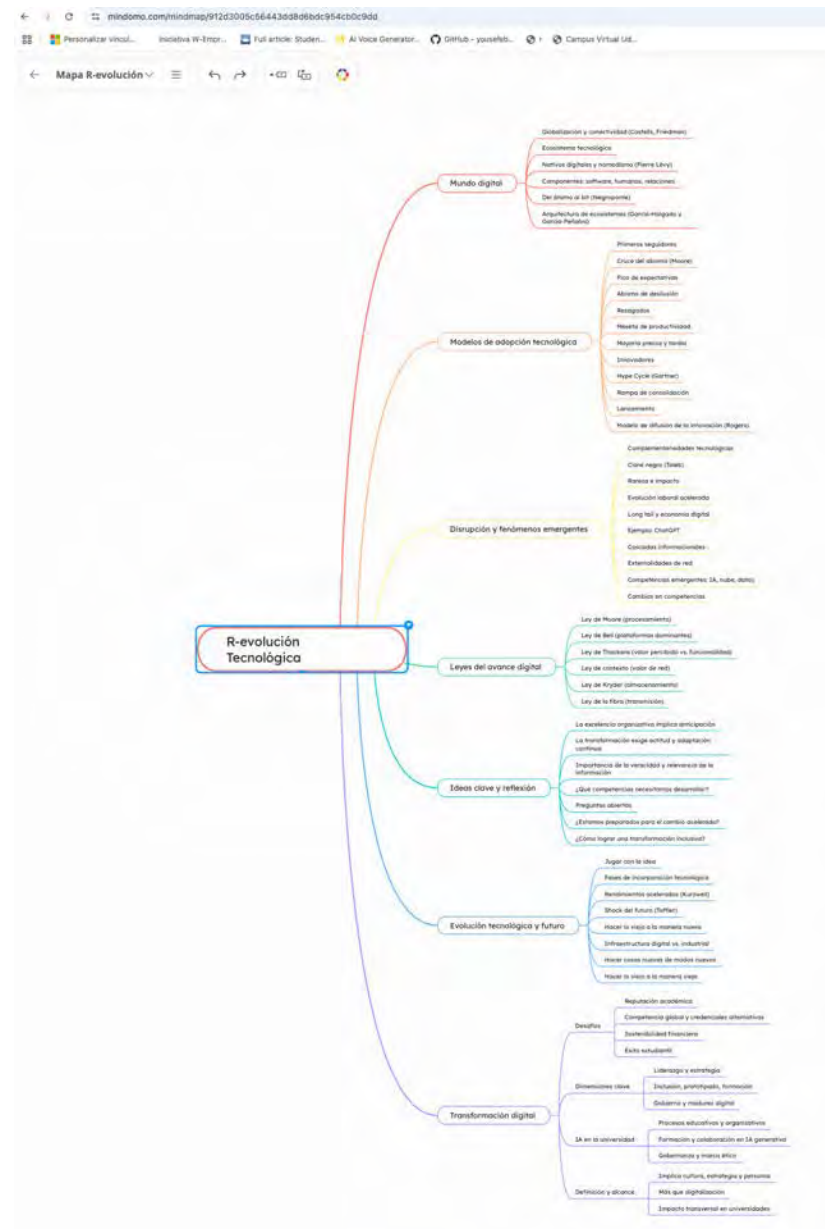 mindomo.com/mindmap/912d3005c56443dd8d6bdc954cb0c9dd
Personalizar víncul... Iniciativa W-Empr... Full article: Studen... AI Voice Generator... GitHub - yousefeb... Campus Virtual Ud...
Mapa R-evolución
Globalización y conectividad (Castells, Friedman)
Ecosistema tecnológico
Nativos digitales y nomadismo (Pierre Lévy)
Mundo digital
Componentes: software, humanos, relaciones
Del átomo al bit (Negroponte)
Arquitectura de ecosistemas (García-Holgado y
García-Peñalvo)
Primeros seguidores
Cruce del abismo (Moore)
Pico de expectativas
Abismo de desilusión
Rezagados
Meseta de productividad
Modelos de adopción tecnológica
Mayoría precoz y tardía
Innovadores
Hype Cycle (Gartner)
Rampa de consolidación
Lanzamiento
Modelo de difusión de la innovación (Rogers)
Complementariedades tecnológicas
Cisne negro (Taleb)
Rareza e impacto
Evolución laboral acelerada
Long tail y economía digital
Disrupción y fenómenos emergentes
Ejemplo: ChatGPT
Cascadas informacionales
Externalidades de red
Competencias emergentes: IA, nube, datos
Cambios en competencias
R-evolución
Tecnológica
Ley de Moore (procesamiento)
Ley de Bell (plataformas dominantes)
Ley de Thackara (valor percibido vs. funcionalidad)
Leyes del avance digital
Ley de contexto (valor de red)
Ley de Kryder (almacenamiento)
Ley de la fibra (transmisión)
La excelencia organizativa implica anticipación
La transformación exige actitud y adaptación
continua
Importancia de la veracidad y relevancia de la
información
Ideas clave y reflexión
¿Qué competencias necesitamos desarrollar?
Preguntas abiertas
¿Estamos preparados para el cambio acelerado?
¿Cómo lograr una transformación inclusiva?
Jugar con la idea
Fases de incorporación tecnológica
Rendimientos acelerados (Kurzweil)
Shock del futuro (Toffler)
Evolución tecnológica y futuro
Hacer lo viejo a la manera nueva
Infraestructura digital vs. industrial
Hacer cosas nuevas de modos nuevos
Hacer lo viejo a la manera vieja
Reputación académica
Competencia global y credenciales alternativas
Desafíos
Sostenibilidad financiera
Éxito estudiantil
Liderazgo y estrategia
Dimensiones clave
Inclusión, prototipado, formación
Gobierno y madurez digital
Transformación digital
Procesos educativos y organizativos
IA en la universidad
Formación y colaboración en IA generativa
Gobernanza y marco ético
Implica cultura, estrategia y personas
Definición y alcance
Más que digitalización
Impacto transversal en universidades